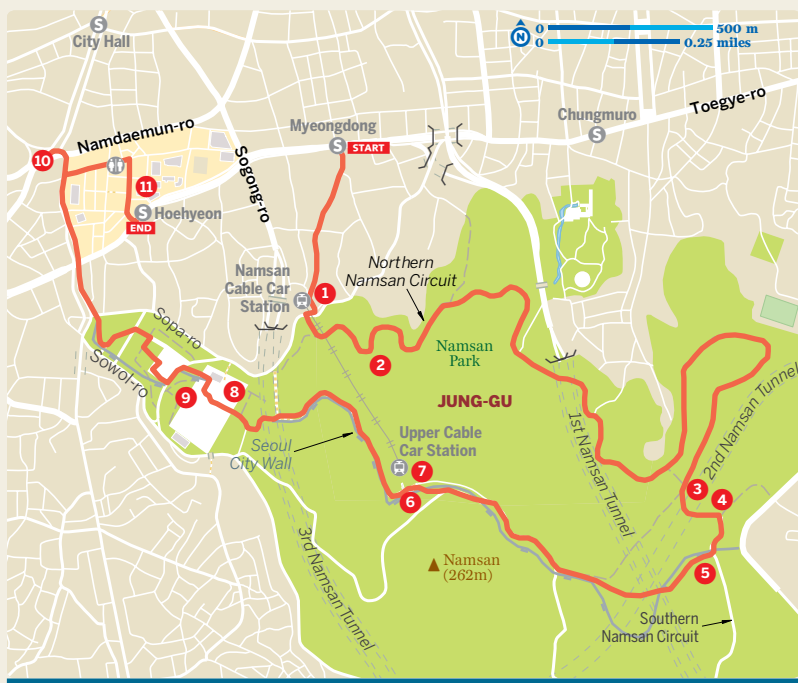 S
City Hall
N
0
500 m
0
0.25 miles
Namdaemun-ro
Myeongdong
S
START
Chungmuro
S
Toegye-ro
10
11
Sogong-ro
S
Hoehyeon
END
Namsan
Cable Car
Station
1
Northern
Namsan Circuit
2
Namsan
Park
Sopa-ro
Sowol-ro
9
8
JUNG-GU
Seoul
City Wall
Upper Cable
Car Station
7
6
1st Namsan Tunnel
2nd Namsan Tunnel
3
4
5
3rd Namsan Tunnel
Namsan
(262m)
Southern
Namsan Circuit